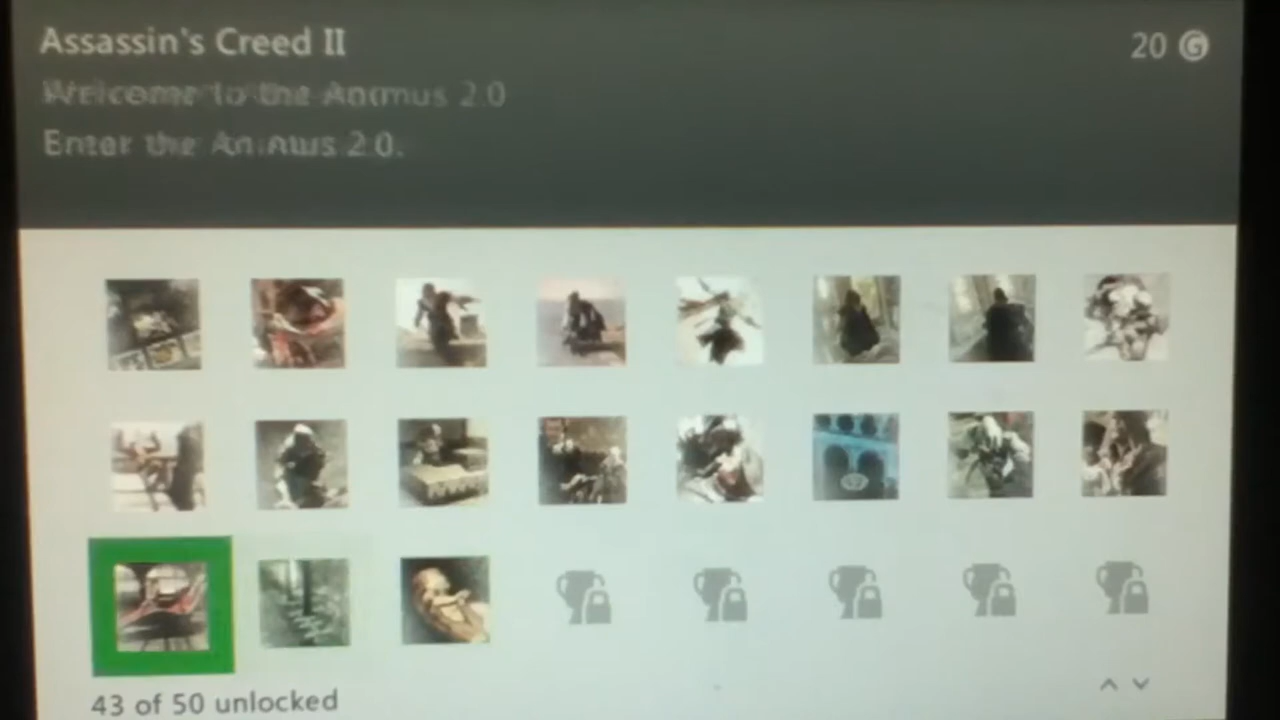 Assassin's Creed II
20 G
Welcome to the Animus 2.0
Enter the Animus 2.0.
43 of 50 unlocked